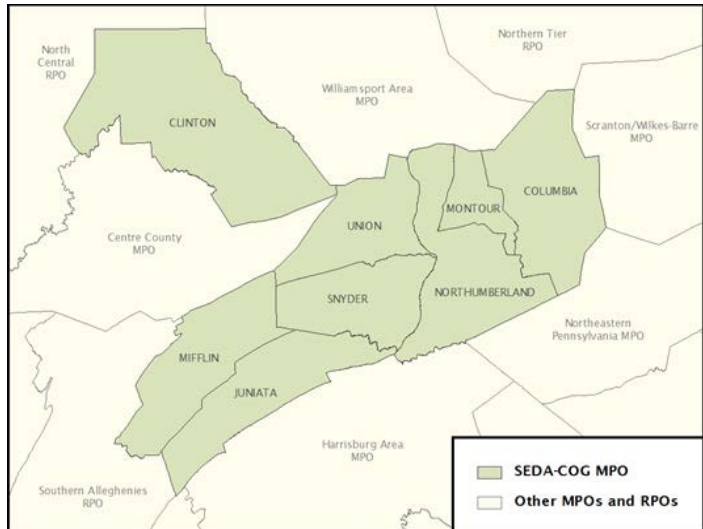 North
Central
RPO
Northern Tier
RPO
Williamsport Area
MPO
CLINTON
Scranton/Wilkes-Barre
MPO
COLUMBIA
MONTOUR
UNION
Centre County
MPO
SNYDER
NORTHUMBERLAND
Northeastern
Pennsylvania MPO
MIFFLIN
JUNIATA
Harrisburg Area
MPO
Southern Alleghenies
RPO
SEDA-COG MPO
Other MPOs and RPOs